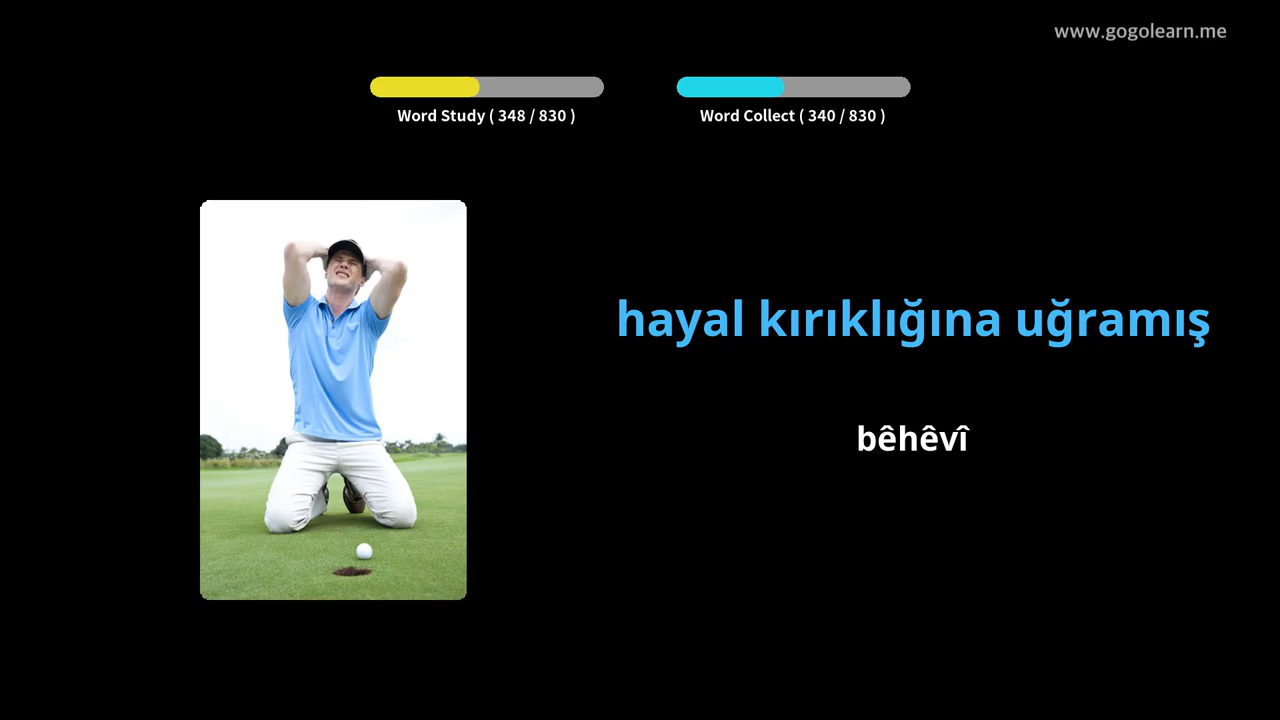 www.gogolearn.me
Word Study ( 348 / 830 )
Word Collect ( 340 / 830 )
hayal kırıklığına uğramış
bêhêvî